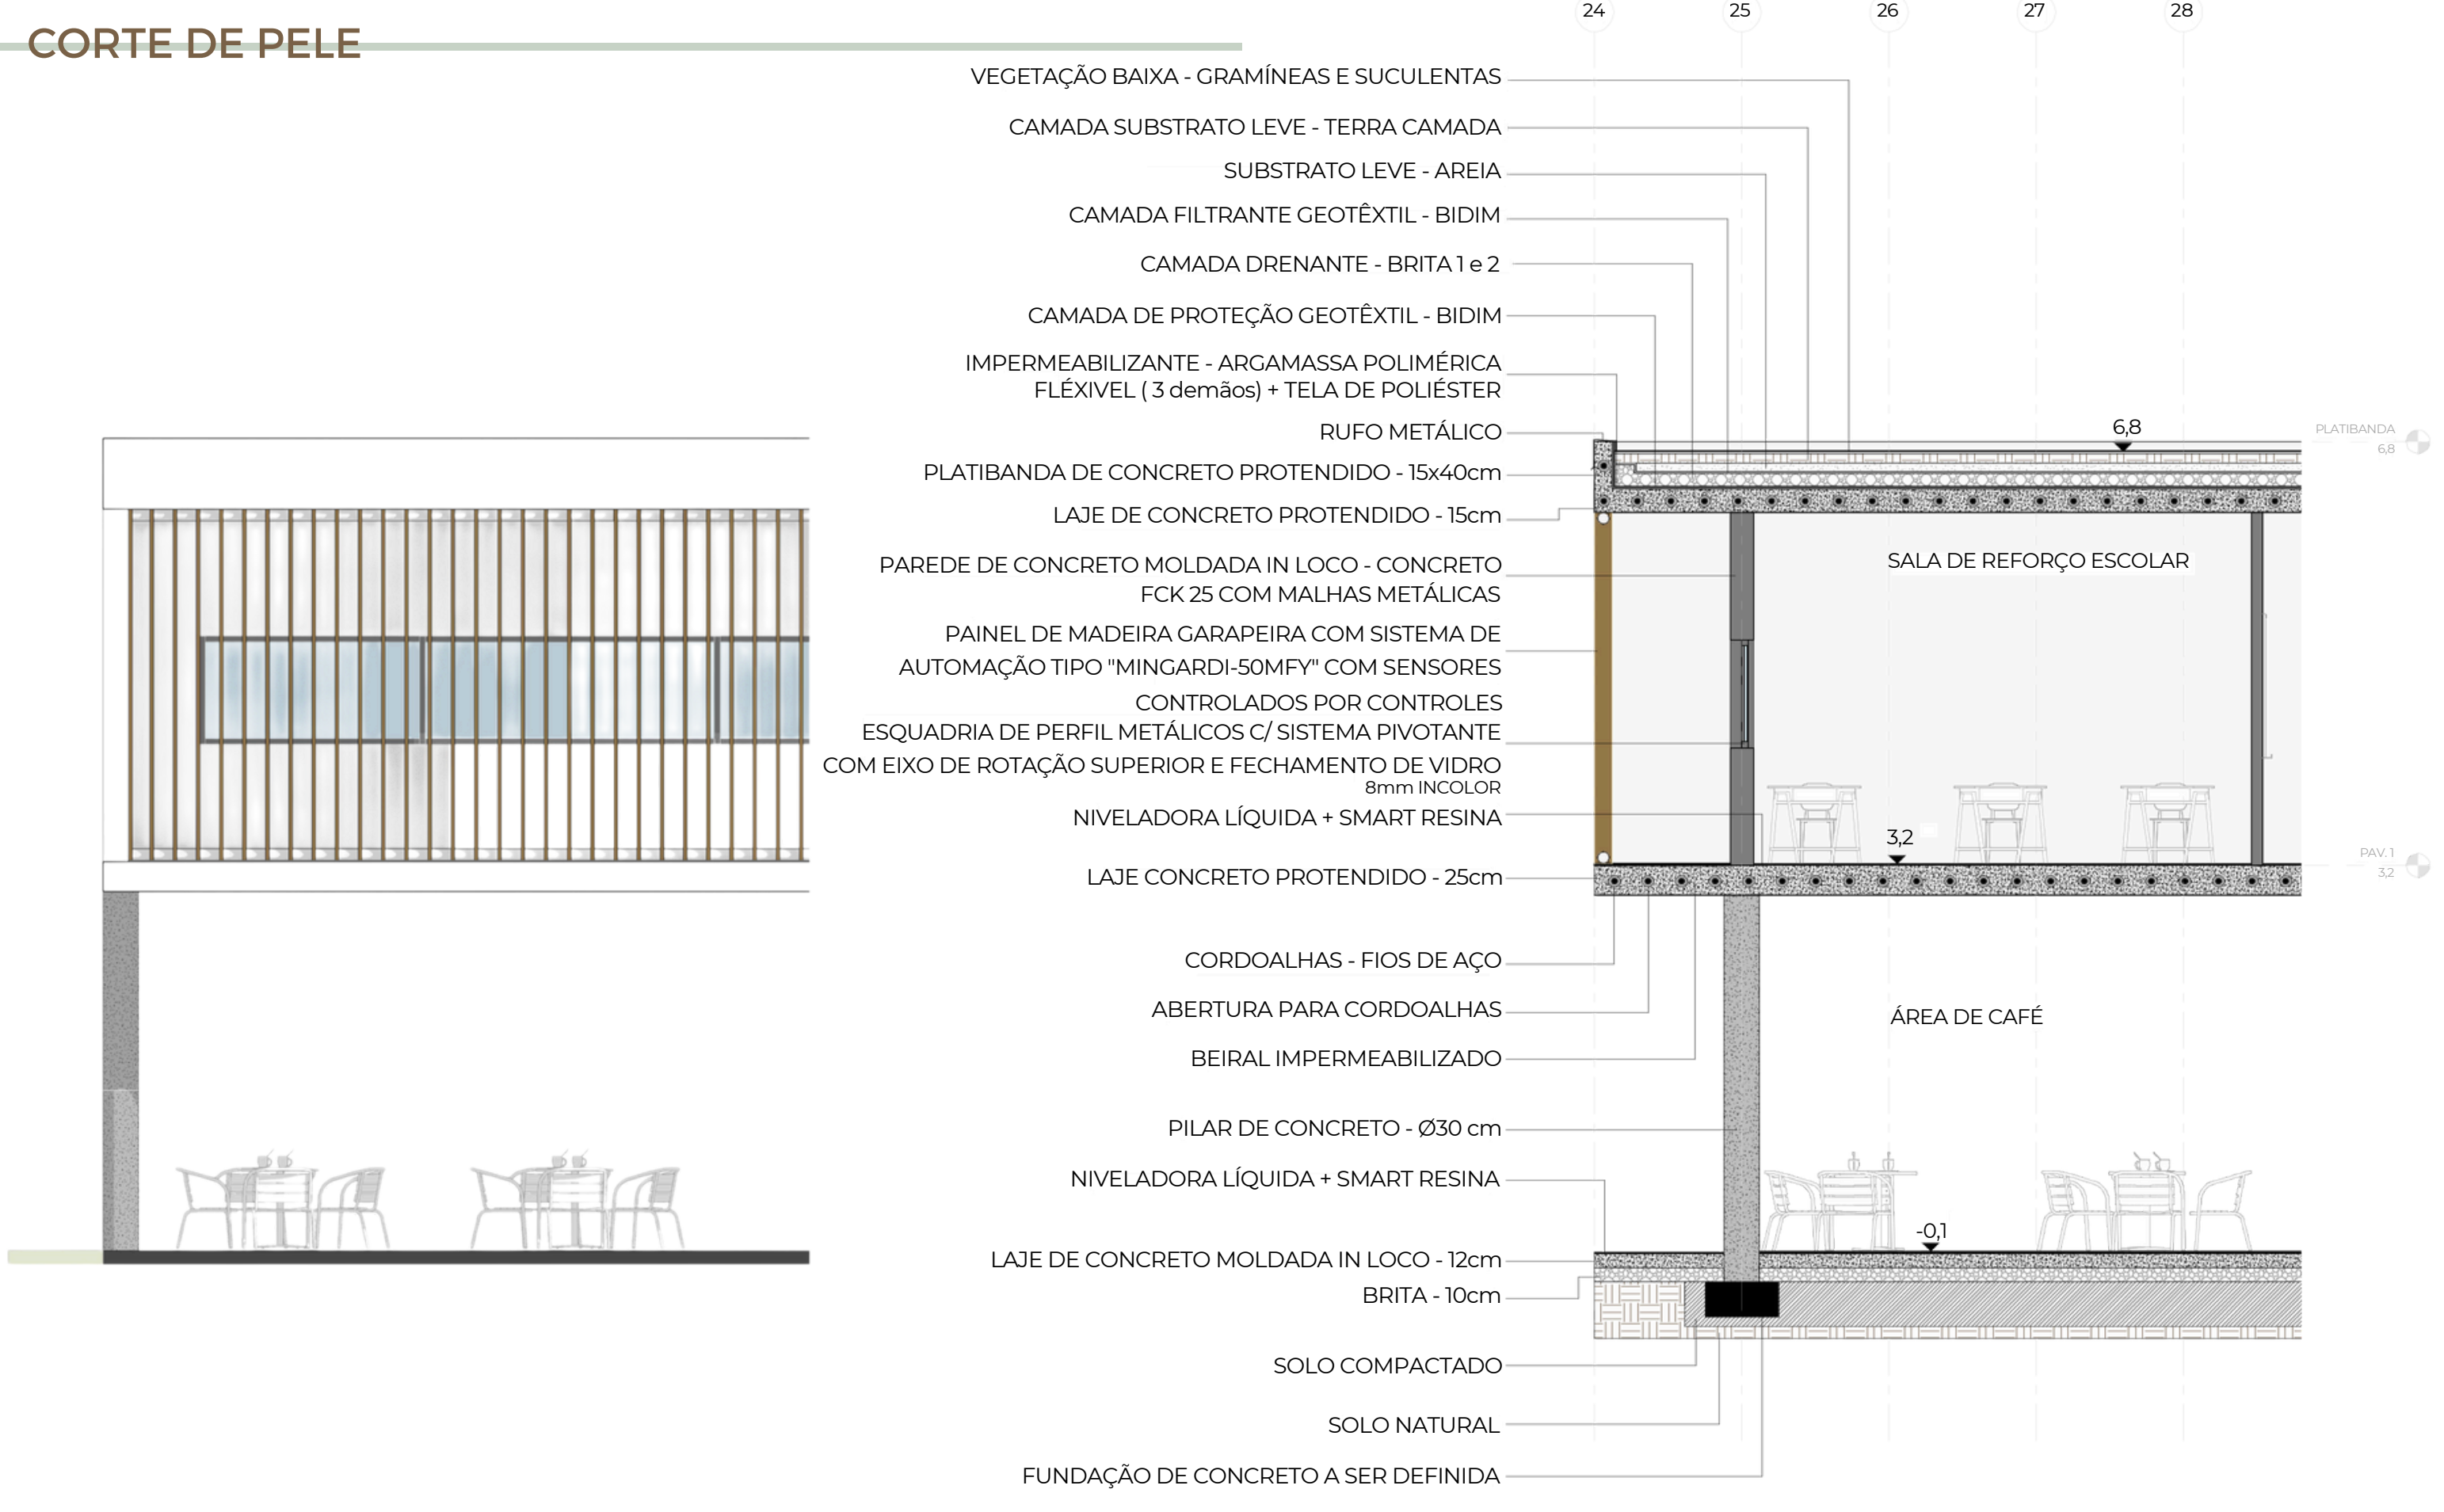 CORTE DE PELE
24 25 26 27 28
VEGETAÇÃO BAIXA - GRAMÍNEAS E SUCULENTAS
CAMADA SUBSTRATO LEVE - TERRA CAMADA
SUBSTRATO LEVE - AREIA
CAMADA FILTRANTE GEOTÊXTIL - BIDIM
CAMADA DRENANTE - BRITA 1 e 2
CAMADA DE PROTEÇÃO GEOTÊXTIL - BIDIM
IMPERMEABILIZANTE - ARGAMASSA POLIMÉRICA
FLÉXIVEL ( 3 demãos) + TELA DE POLIÉSTER
RUFO METÁLICO
PLATIBANDA DE CONCRETO PROTENDIDO - 15x40cm
LAJE DE CONCRETO PROTENDIDO - 15cm
PAREDE DE CONCRETO MOLDADA IN LOCO - CONCRETO
FCK 25 COM MALHAS METÁLICAS
PAINEL DE MADEIRA GARAPEIRA COM SISTEMA DE
AUTOMAÇÃO TIPO "MINGARDI-50MFY" COM SENSORES
CONTROLADOS POR CONTROLES
ESQUADRIA DE PERFIL METÁLICOS C/ SISTEMA PIVOTANTE
COM EIXO DE ROTAÇÃO SUPERIOR E FECHAMENTO DE VIDRO
8mm INCOLOR
NIVELADORA LÍQUIDA + SMART RESINA
LAJE CONCRETO PROTENDIDO - 25cm
CORDOALHAS - FIOS DE AÇO
ABERTURA PARA CORDOALHAS
BEIRAL IMPERMEABILIZADO
PILAR DE CONCRETO - Ø30 cm
NIVELADORA LÍQUIDA + SMART RESINA
LAJE DE CONCRETO MOLDADA IN LOCO - 12cm
BRITA - 10cm
SOLO COMPACTADO
SOLO NATURAL
FUNDAÇÃO DE CONCRETO A SER DEFINIDA
6,8
PLATIBANDA
6,8
SALA DE REFORÇO ESCOLAR
3,2
PAV. 1
3,2
ÁREA DE CAFÉ
-0,1